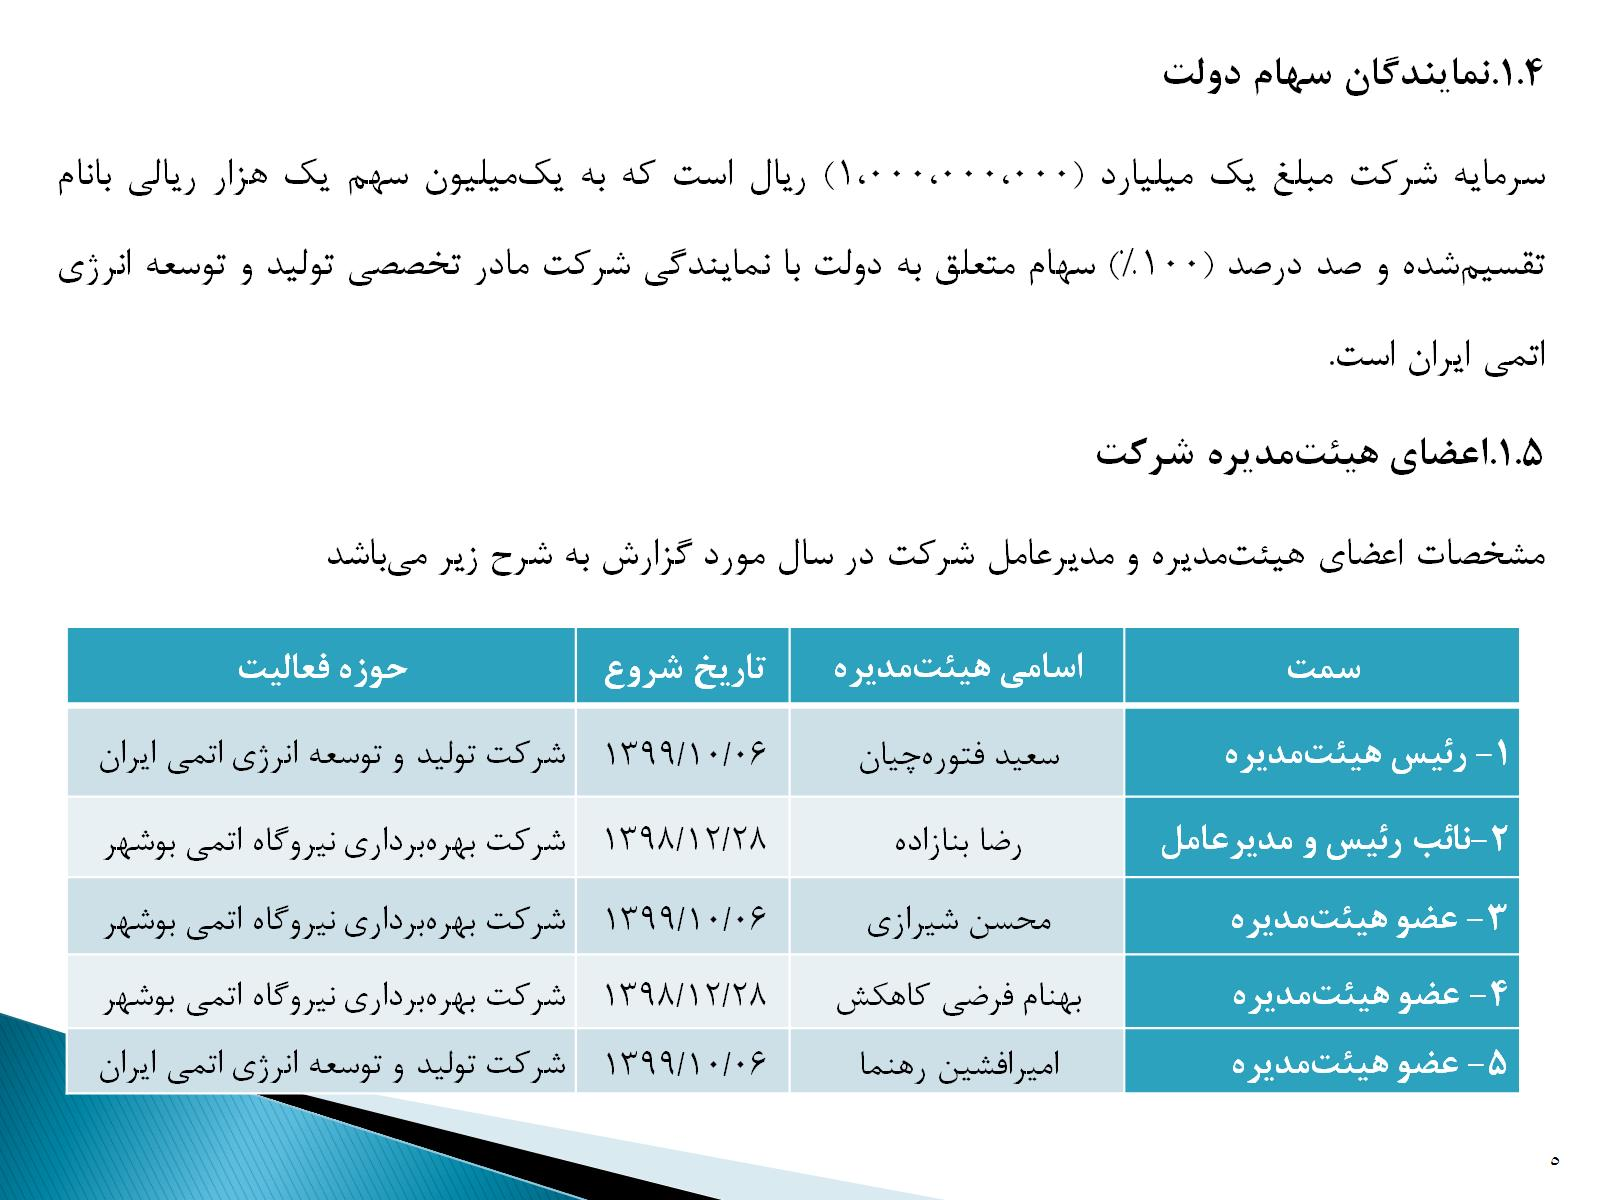 ۱.۴.نمایندگان سهام دولت
سرمایه شرکت مبلغ یک میلیارد (۱،۰۰۰،۰۰۰،۰۰۰) ریال است که به یک‌میلیون سهم یک هزار ریالی بانام
تقسیم‌شده و صد درصد (۱۰۰٪) سهام متعلق به دولت با نمایندگی شرکت مادر تخصصی تولید و توسعه انرژی
اتمی ایران است.
۱.۵.اعضای هیئت‌مدیره شرکت
مشخصات اعضای هیئت‌مدیره و مدیرعامل شرکت در سال مورد گزارش به شرح زیر می‌باشد
سمت اسامی هیئت‌مدیره تاریخ شروع حوزه فعالیت
۱- رئیس هیئت‌مدیره سعید فتوره‌چیان ۱۳۹۹/۱۰/۰۶ شرکت تولید و توسعه انرژی اتمی ایران
۲-نائب رئیس و مدیرعامل رضا بنازاده ۱۳۹۸/۱۲/۲۸ شرکت بهره‌برداری نیروگاه اتمی بوشهر
۳- عضو هیئت‌مدیره محسن شیرازی ۱۳۹۹/۱۰/۰۶ شرکت بهره‌برداری نیروگاه اتمی بوشهر
۴- عضو هیئت‌مدیره بهنام فرضی کاهکش ۱۳۹۸/۱۲/۲۸ شرکت بهره‌برداری نیروگاه اتمی بوشهر
۵- عضو هیئت‌مدیره امیرافشین رهنما ۱۳۹۹/۱۰/۰۶ شرکت تولید و توسعه انرژی اتمی ایران
۵